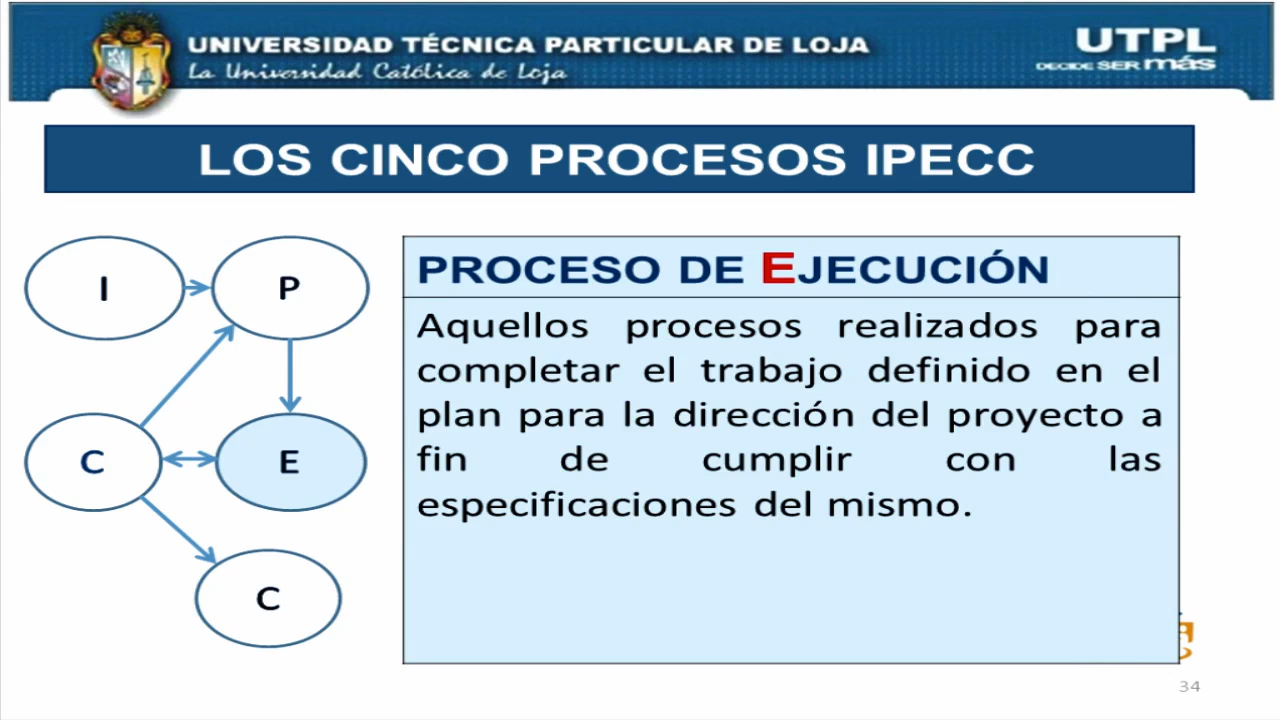 UNIVERSIDAD TÉCNICA PARTICULAR DE LOJA
La Universidad Católica de Loja
UTPL
DECIDE SER más
LOS CINCO PROCESOS IPECC
I
P
C
E
C
PROCESO DE EJECUCIÓN
Aquellos procesos realizados para
completar el trabajo definido en el
plan para la dirección del proyecto a
fin de cumplir con las
especificaciones del mismo.
34